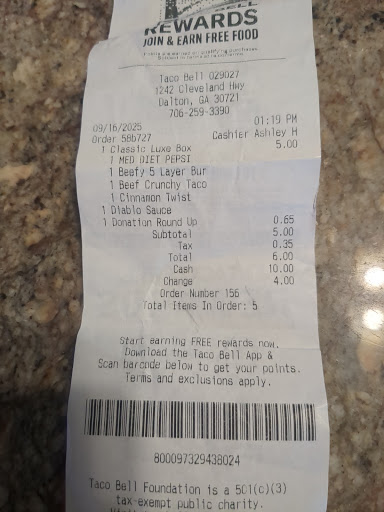 BELL
REWARDS
JOIN & EARN FREE FOOD
Taco Bell 029027
1242 Cleveland Hwy
Dalton, GA 30721
706-259-3390
09/16/2025 01:19 PM
Order 586727 Cashier Ashley H
1 Classic Luxe Box 5.00
1 MED DIET PEPSI
1 Beefy 5 Layer Bur
1 Beef Crunchy Taco
1 Cinnamon Twist
1 Diablo Sauce
1 Donation Round Up 0.65
Subtotal 5.00
Tax 0.35
Total 6.00
Cash 10.00
Change 4.00
Order Number 156
Total Items In Order: 5
Start earning FREE rewards now.
Download the Taco Bell App &
Scan barcode below to get your points.
Terms and exclusions apply.
800097329438024
Taco Bell Foundation is a 501(c)(3)
tax-exempt public charity.